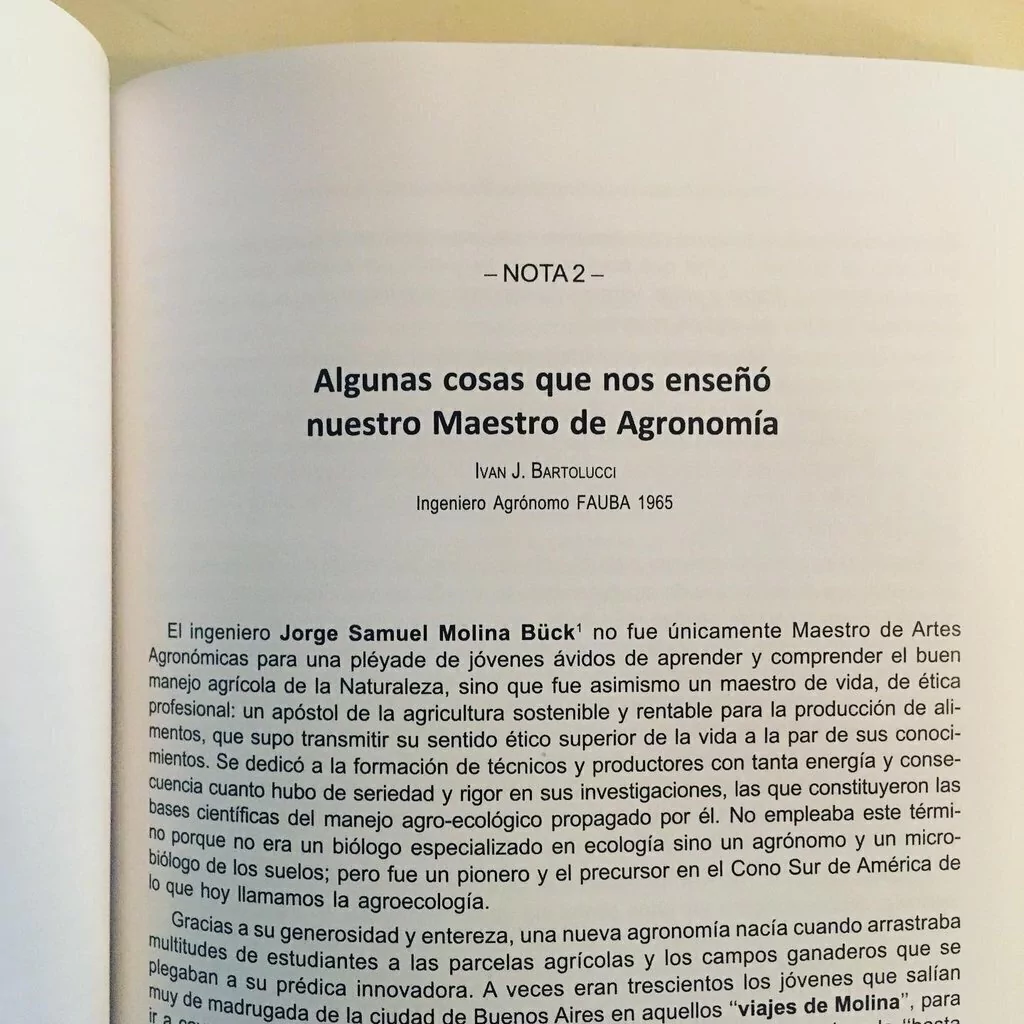 – NOTA 2 –
Algunas cosas que nos enseñó
nuestro Maestro de Agronomía
IVAN J. BARTOLUCCI
Ingeniero Agrónomo FAUBA 1965
El ingeniero Jorge Samuel Molina Bück¹ no fue únicamente Maestro de Artes
Agronómicas para una pléyade de jóvenes ávidos de aprender y comprender el buen
manejo agrícola de la Naturaleza, sino que fue asimismo un maestro de vida, de ética
profesional: un apóstol de la agricultura sostenible y rentable para la producción de ali-
mentos, que supo transmitir su sentido ético superior de la vida a la par de sus conoci-
mientos. Se dedicó a la formación de técnicos y productores con tanta energía y conse-
cuencia cuanto hubo de seriedad y rigor en sus investigaciones, las que constituyeron las
bases científicas del manejo agro-ecológico propagado por él. No empleaba este térmi-
no porque no era un biólogo especializado en ecología sino un agrónomo y un micro-
biólogo de los suelos; pero fue un pionero y el precursor en el Cono Sur de América de
lo que hoy llamamos la agroecología.
Gracias a su generosidad y entereza, una nueva agronomía nacía cuando arrastraba
multitudes de estudiantes a las parcelas agrícolas y los campos ganaderos que se
plegaban a su prédica innovadora. A veces eran trescientos los jóvenes que salían
muy de madrugada de la ciudad de Buenos Aires en aquellos “viajes de Molina”, para
ir a